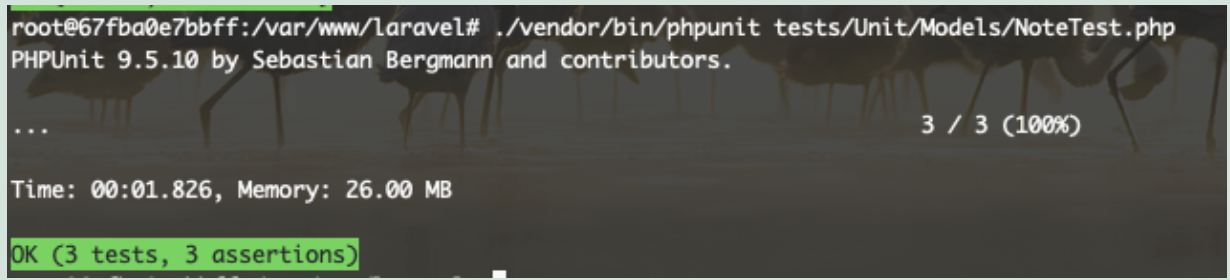 root@67fba0e7bbff:/var/www/laravel# ./vendor/bin/phpunit tests/Unit/Models/NoteTest.php
PHPUnit 9.5.10 by Sebastian Bergmann and contributors.
... 3 / 3 (100%)
Time: 00:01.826, Memory: 26.00 MB
OK (3 tests, 3 assertions)